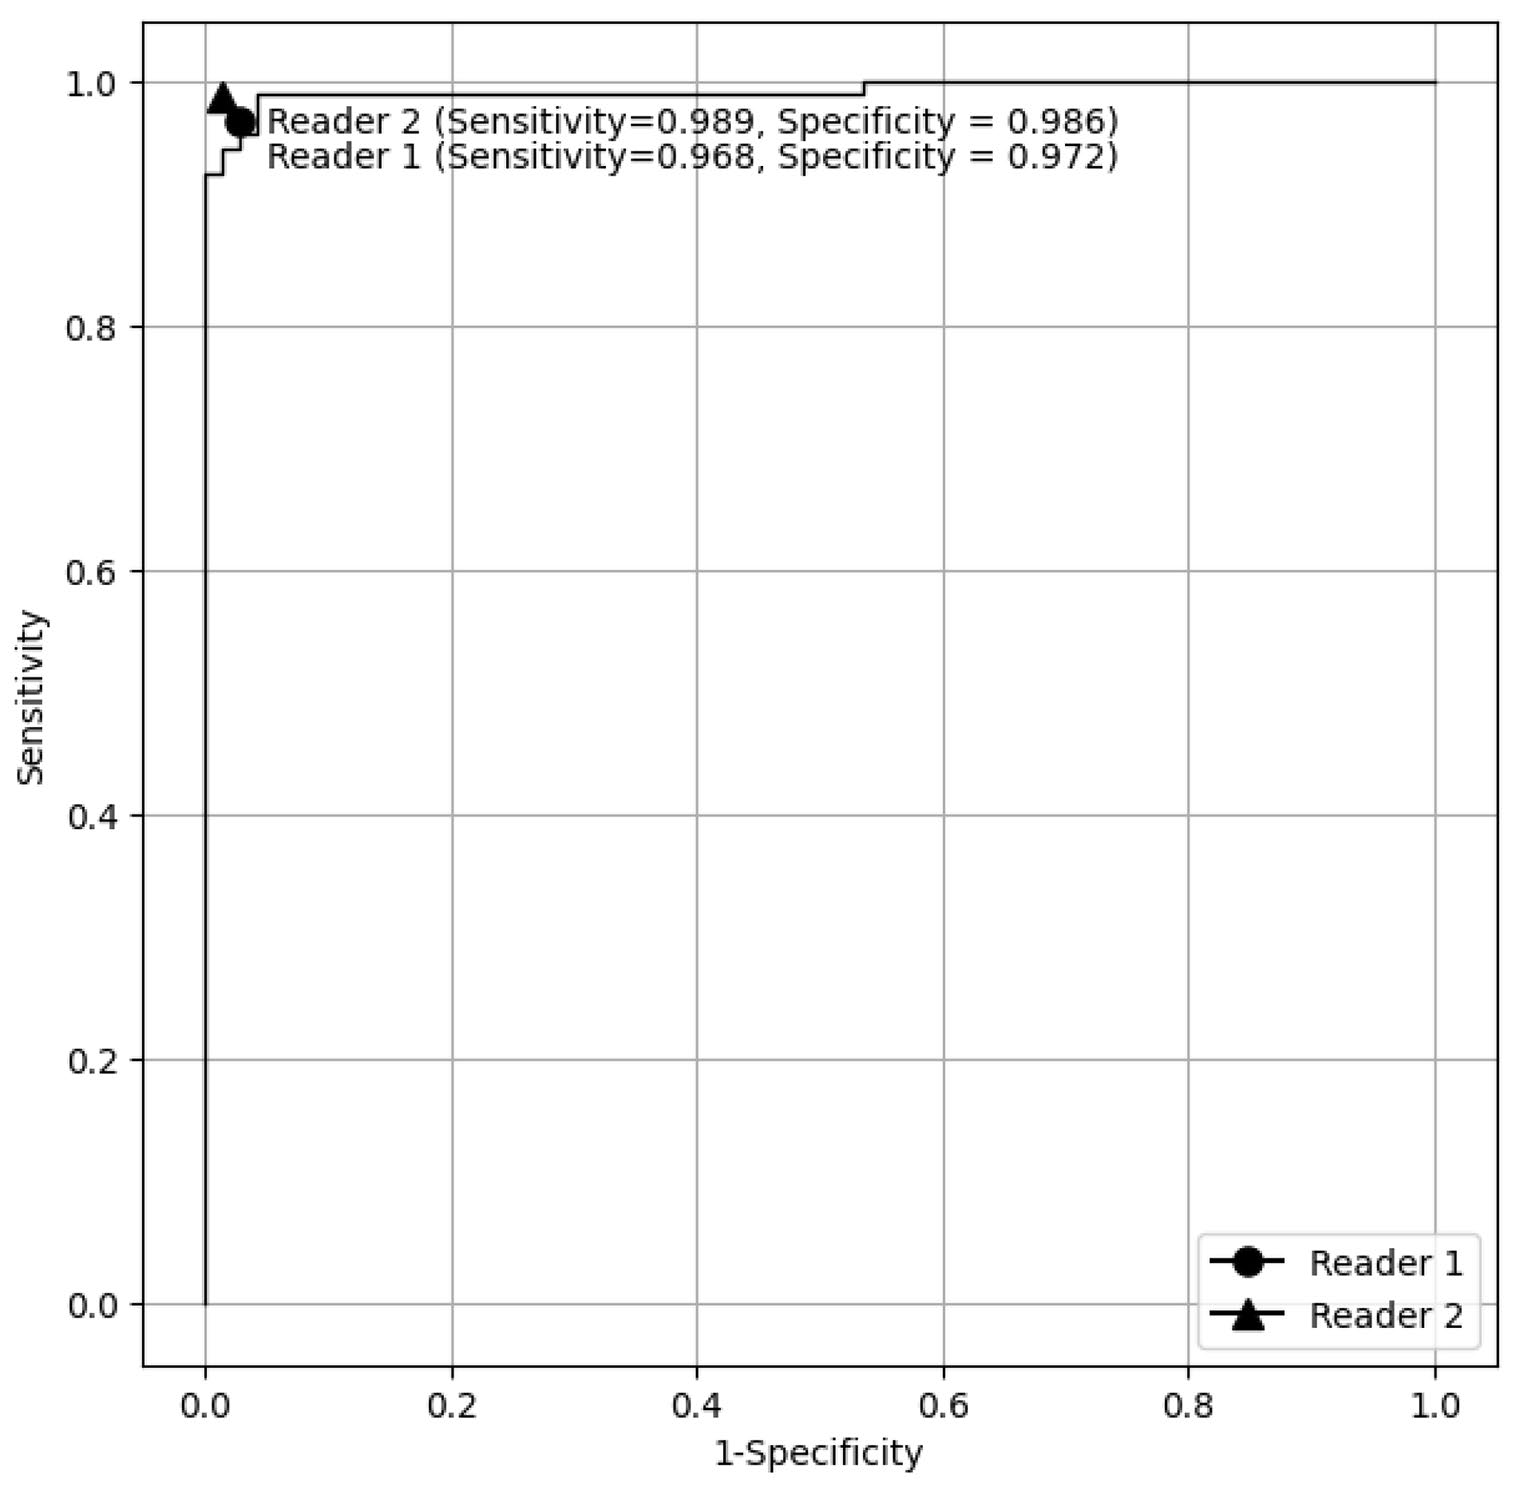 1.0
Reader 2 (Sensitivity=0.989, Specificity = 0.986)
Reader 1 (Sensitivity=0.968, Specificity = 0.972)
0.8
0.6
Sensitivity
0.4
0.2
0.0
Reader 1
Reader 2
0.0 0.2 0.4 0.6 0.8 1.0
1-Specificity